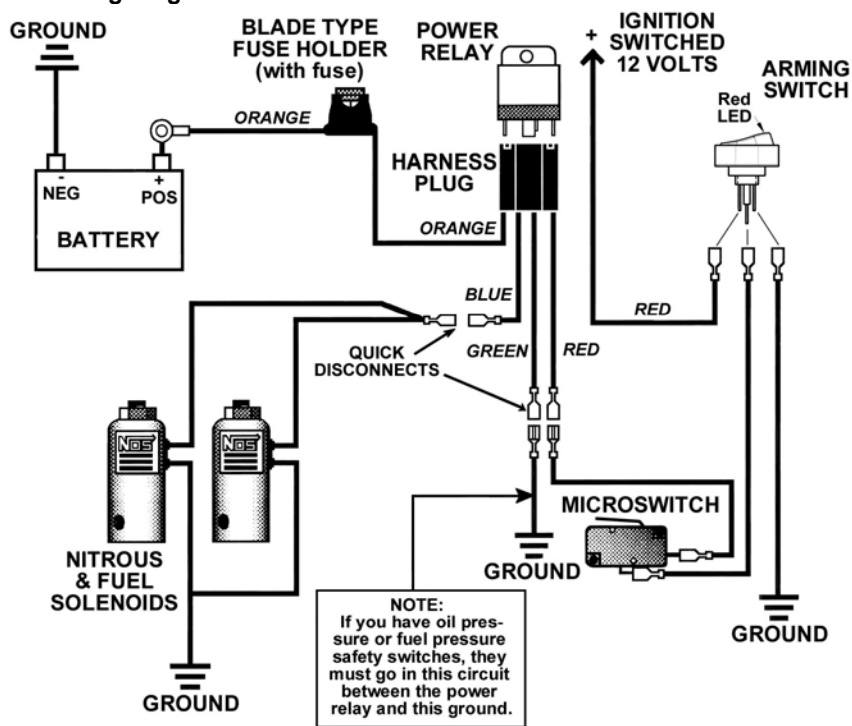 GROUND
BLADE TYPE
FUSE HOLDER
(with fuse)
POWER
RELAY
+
IGNITION
SWITCHED
12 VOLTS
ARMING
SWITCH
Red
LED
ORANGE
-
NEG
+
POS
BATTERY
HARNESS
PLUG
ORANGE
BLUE
RED
QUICK
DISCONNECTS
GREEN
RED
NOS
NOS
NITROUS
& FUEL
SOLENOIDS
GROUND
MICROSWITCH
GROUND
GROUND
NOTE:
If you have oil pres-
sure or fuel pressure
safety switches, they
must go in this circuit
between the power
relay and this ground.